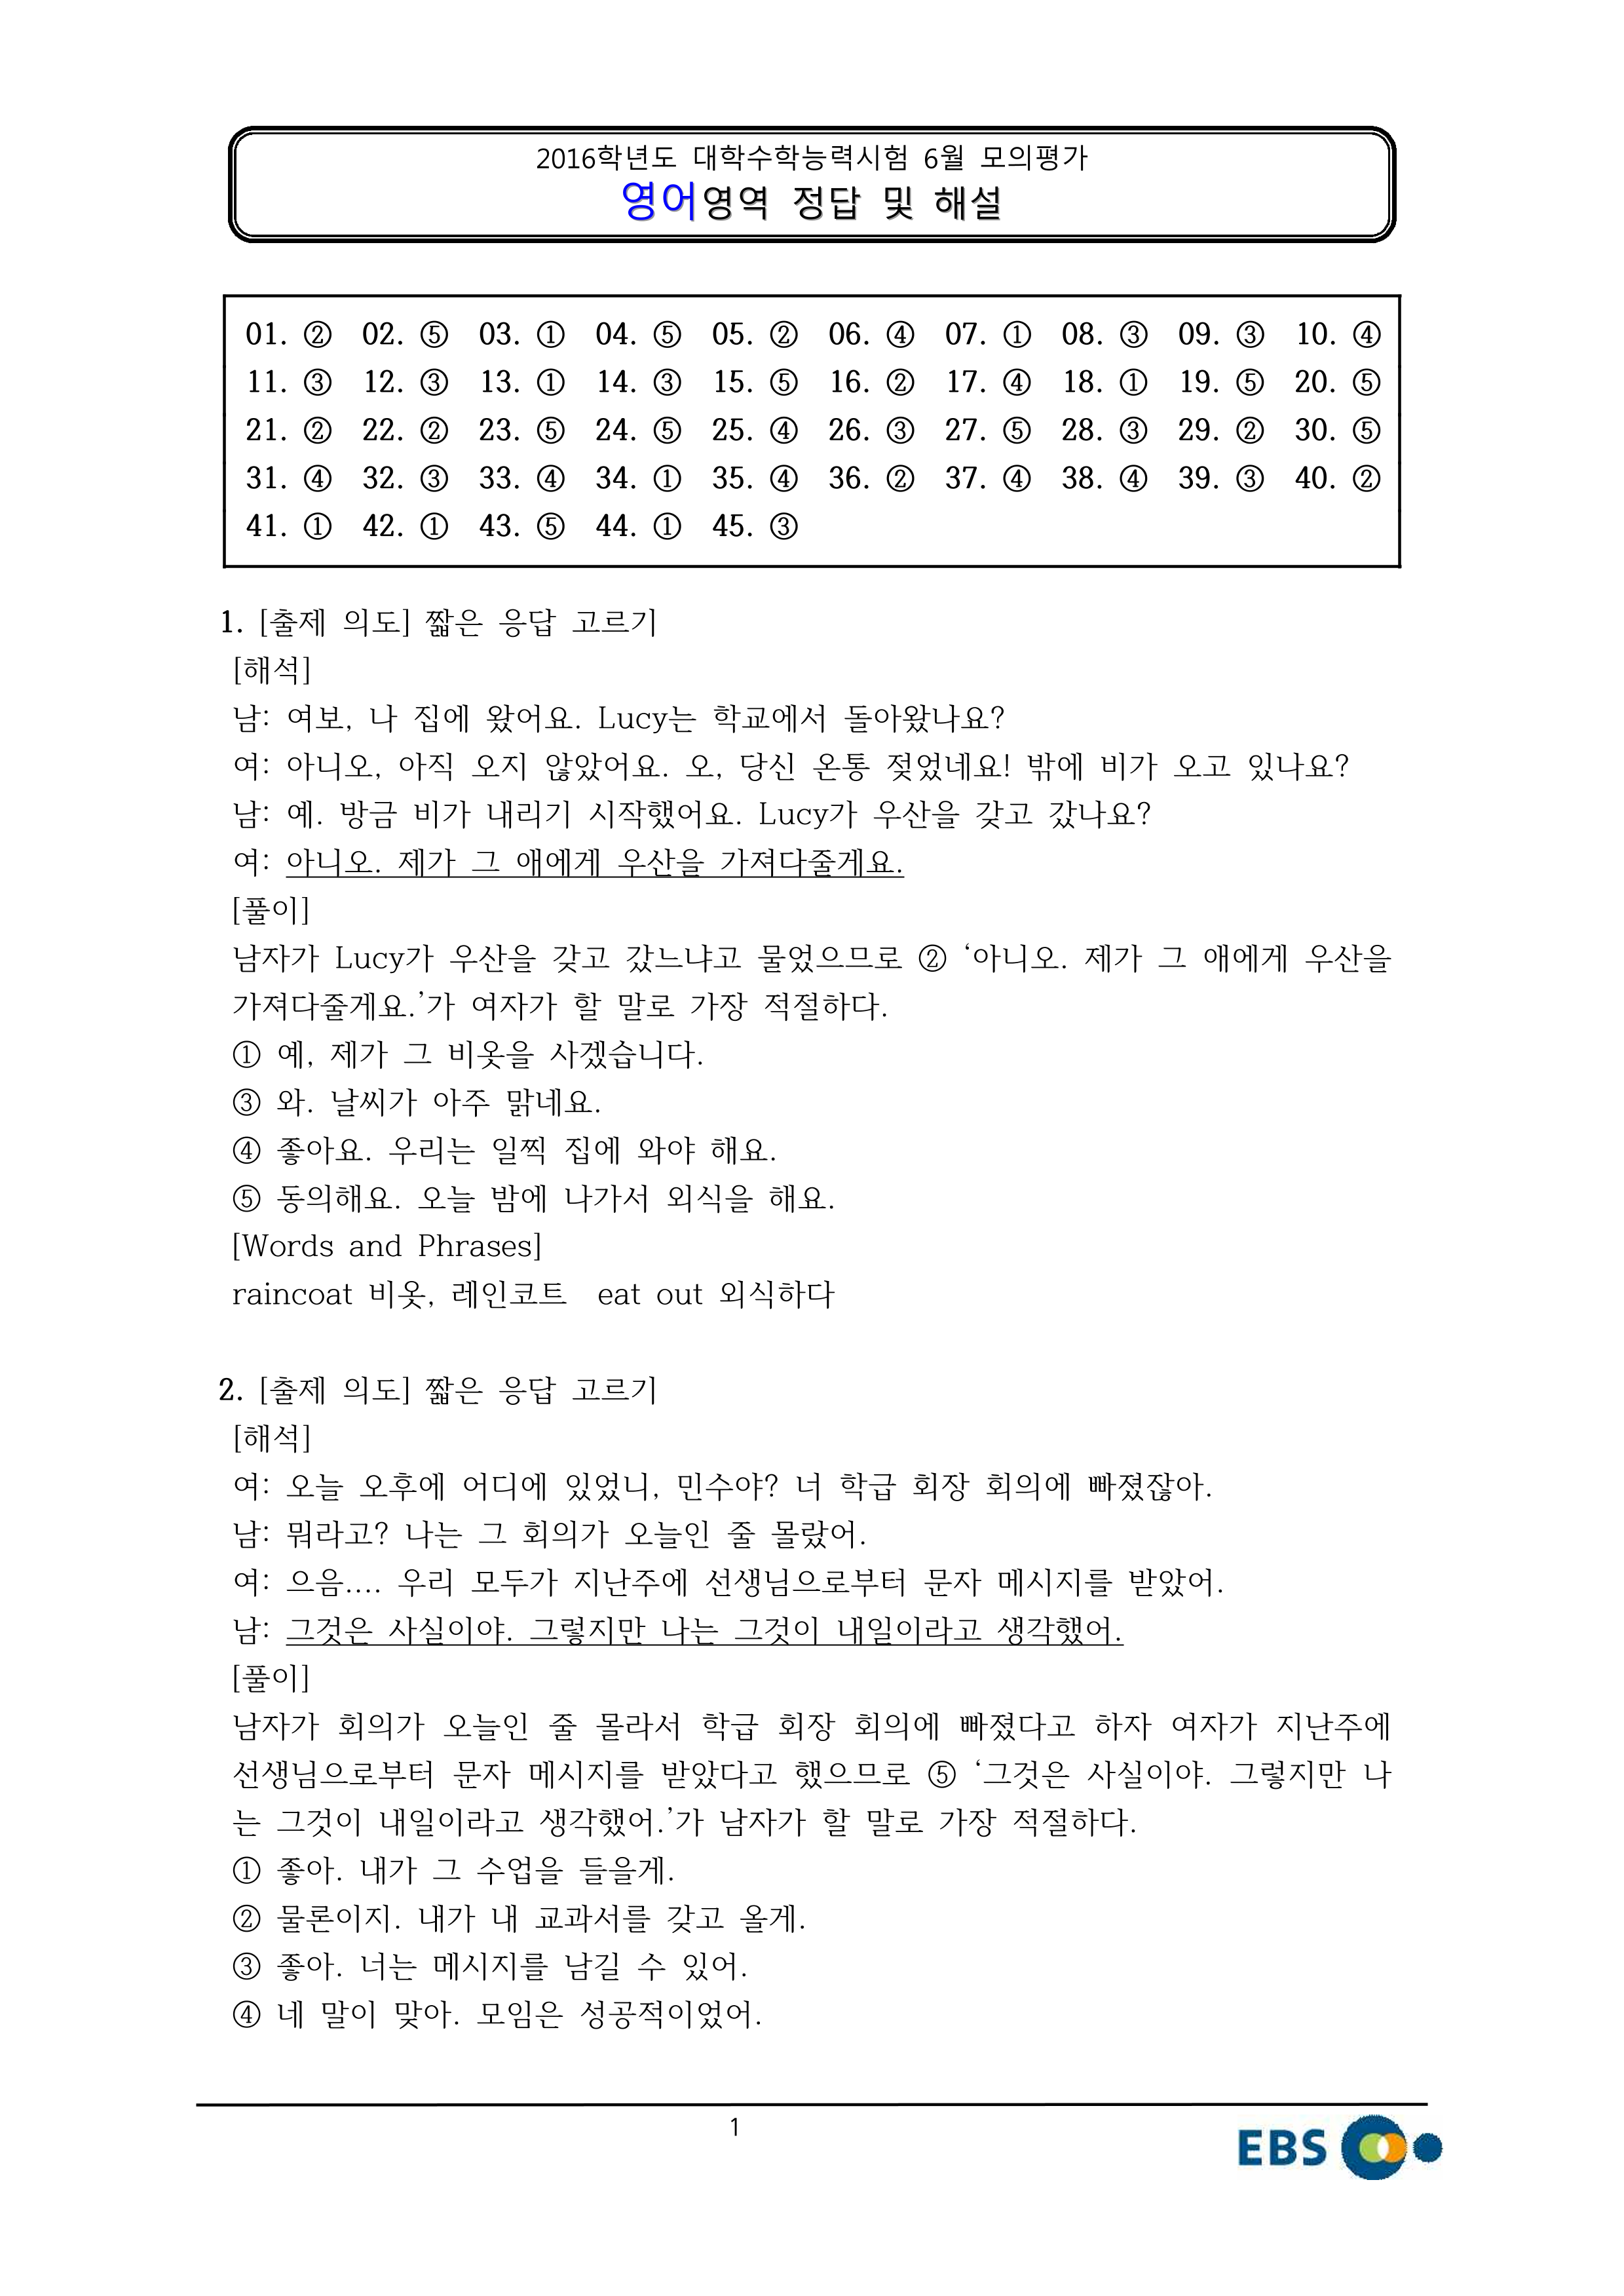 2016학년도 대학수학능력시험 6월 모의평가
영어영역 정답 및 해설
01. ② 02. ⑤ 03. ① 04. ⑤ 05. ② 06. ④ 07. ① 08. ③ 09. ③ 10. ④
11. ③ 12. ③ 13. ① 14. ③ 15. ⑤ 16. ② 17. ④ 18. ① 19. ⑤ 20. ⑤
21. ② 22. ② 23. ⑤ 24. ⑤ 25. ④ 26. ③ 27. ⑤ 28. ③ 29. ② 30. ⑤
31. ④ 32. ③ 33. ④ 34. ① 35. ④ 36. ② 37. ④ 38. ④ 39. ③ 40. ②
41. ① 42. ① 43. ⑤ 44. ① 45. ③
1. [출제 의도] 짧은 응답 고르기
[해석]
남: 여보, 나 집에 왔어요. Lucy는 학교에서 돌아왔나요?
여: 아니오, 아직 오지 않았어요. 오, 당신 온통 젖었네요! 밖에 비가 오고 있나요?
남: 예. 방금 비가 내리기 시작했어요. Lucy가 우산을 갖고 갔나요?
여: 아니오. 제가 그 애에게 우산을 가져다줄게요.
[풀이]
남자가 Lucy가 우산을 갖고 갔느냐고 물었으므로 ② ‘아니오. 제가 그 애에게 우산을
가져다줄게요.’가 여자가 할 말로 가장 적절하다.
① 예, 제가 그 비옷을 사겠습니다.
③ 와. 날씨가 아주 맑네요.
④ 좋아요. 우리는 일찍 집에 와야 해요.
⑤ 동의해요. 오늘 밤에 나가서 외식을 해요.
[Words and Phrases]
raincoat 비옷, 레인코트 eat out 외식하다
2. [출제 의도] 짧은 응답 고르기
[해석]
여: 오늘 오후에 어디에 있었니, 민수야? 너 학급 회장 회의에 빠졌잖아.
남: 뭐라고? 나는 그 회의가 오늘인 줄 몰랐어.
여: 으음.... 우리 모두가 지난주에 선생님으로부터 문자 메시지를 받았어.
남: 그것은 사실이야. 그렇지만 나는 그것이 내일이라고 생각했어.
[풀이]
남자가 회의가 오늘인 줄 몰라서 학급 회장 회의에 빠졌다고 하자 여자가 지난주에
선생님으로부터 문자 메시지를 받았다고 했으므로 ⑤ ‘그것은 사실이야. 그렇지만 나
는 그것이 내일이라고 생각했어.’가 남자가 할 말로 가장 적절하다.
① 좋아. 내가 그 수업을 들을게.
② 물론이지. 내가 내 교과서를 갖고 올게.
③ 좋아. 너는 메시지를 남길 수 있어.
④ 네 말이 맞아. 모임은 성공적이었어.
1
EBS